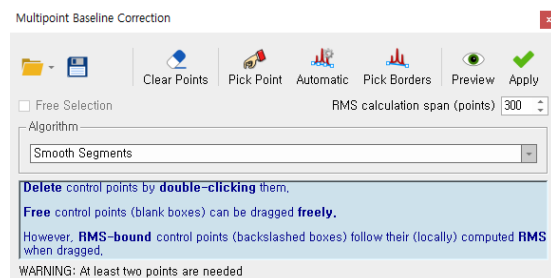 Multipoint Baseline Correction
Clear Points Pick Point Automatic Pick Borders Preview Apply
Free Selection RMS calculation span (points) 300
Algorithm
Smooth Segments
Delete control points by double-clicking them,
Free control points (blank boxes) can be dragged freely,
However, RMS-bound control points (backslashed boxes) follow their (locally) computed RMS
when dragged,
WARNING: At least two points are needed